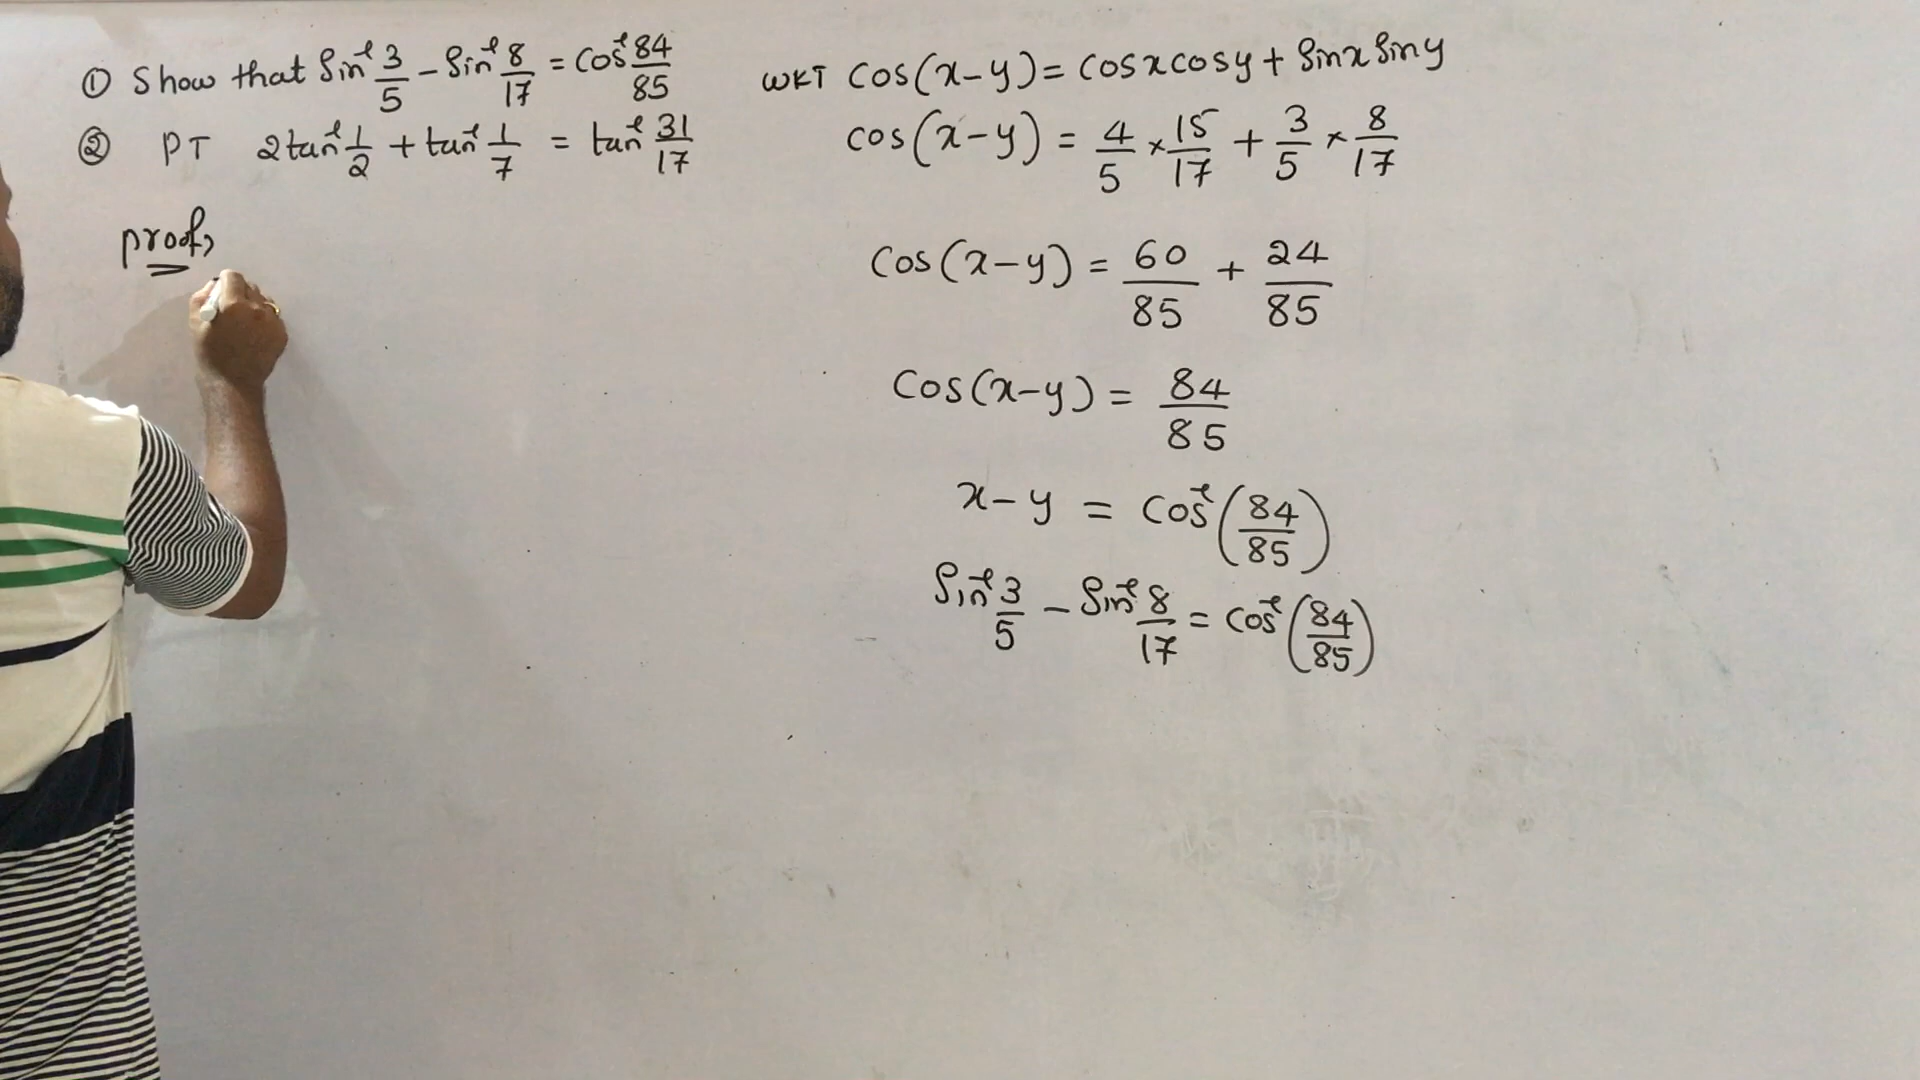 ① Show that Sin⁻¹ 3/5 – Sin⁻¹ 8/17 = Cos⁻¹ 84/85
② PT 2tan⁻¹ 1/2 + tan⁻¹ 1/7 = tan⁻¹ 31/17
proof,
WKT Cos(x–y) = Cosx cosy + Sinx Siny
cos(x–y) = 4/5 × 15/17 + 3/5 × 8/17
Cos(x–y) = 60/85 + 24/85
Cos(x–y) = 84/85
x–y = Cos⁻¹(84/85)
Sin⁻¹ 3/5 – Sin⁻¹ 8/17 = Cos⁻¹(84/85)